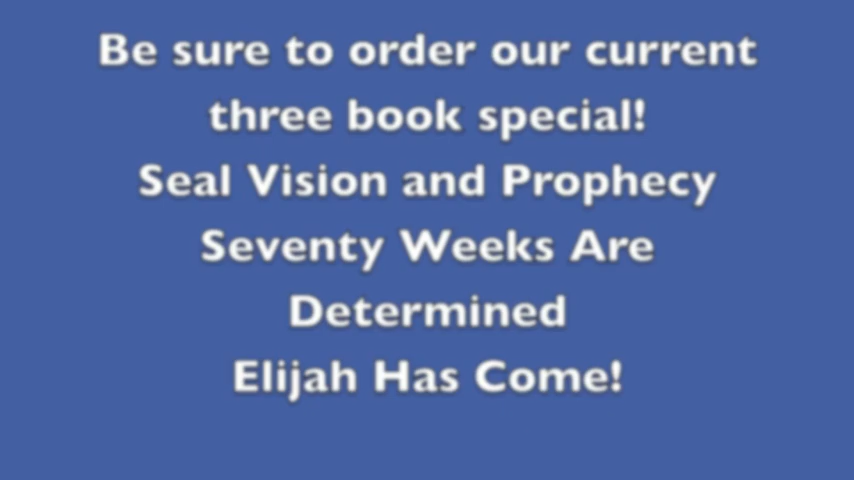 Be sure to order our current
three book special!
Seal Vision and Prophecy
Seventy Weeks Are
Determined
Elijah Has Come!